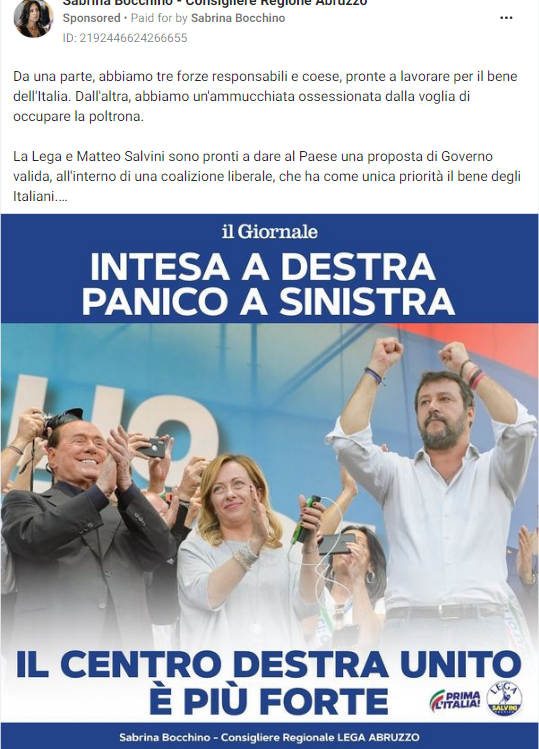 Sabrina Bocchino - Consigliere Regione Abruzzo
Sponsored • Paid for by Sabrina Bocchino
ID: 2192446624266655
Da una parte, abbiamo tre forze responsabili e coese, pronte a lavorare per il bene
dell'Italia. Dall'altra, abbiamo un'ammucchiata ossessionata dalla voglia di
occupare la poltrona.
La Lega e Matteo Salvini sono pronti a dare al Paese una proposta di Governo
valida, all'interno di una coalizione liberale, che ha come unica priorità il bene degli
Italiani....
il Giornale
INTESA A DESTRA
PANICO A SINISTRA
IL CENTRO DESTRA UNITO
È PIÙ FORTE
PRIMA
L'ITALIA!
LEGA
SALVINI
Sabrina Bocchino - Consigliere Regionale LEGA ABRUZZO